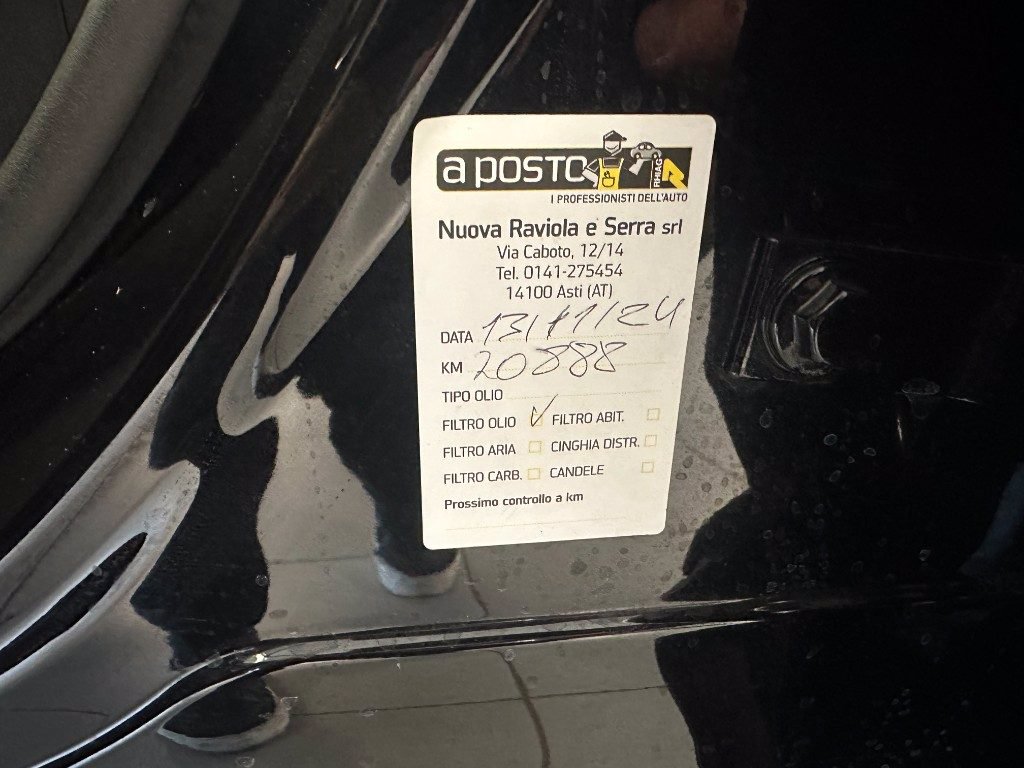 a POSTO
RHIAG
I PROFESSIONISTI DELL'AUTO
Nuova Raviola e Serra srl
Via Caboto, 12/14
Tel. 0141-275454
14100 Asti (AT)
DATA 13/11/24
KM 20888
TIPO OLIO
FILTRO OLIO ✓ FILTRO ABIT.
FILTRO ARIA CINGHIA DISTR.
FILTRO CARB. CANDELE
Prossimo controllo a km